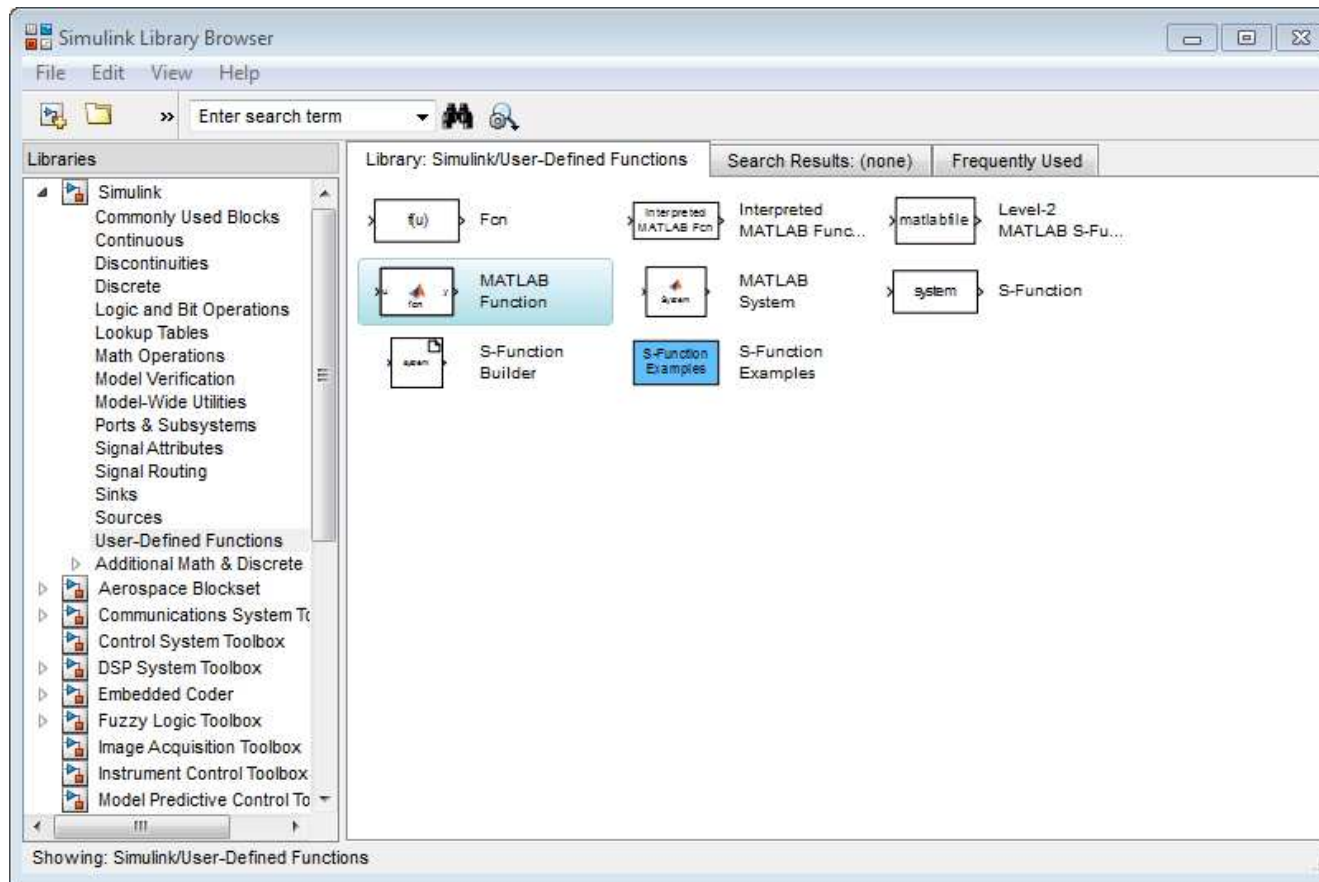 Simulink Library Browser
File Edit View Help
» Enter search term
Libraries
Library: Simulink/User-Defined Functions Search Results: (none) Frequently Used
Simulink
Commonly Used Blocks
Continuous
Discontinuities
Discrete
Logic and Bit Operations
Lookup Tables
Math Operations
Model Verification
Model-Wide Utilities
Ports & Subsystems
Signal Attributes
Signal Routing
Sinks
Sources
User-Defined Functions
Additional Math & Discrete
Aerospace Blockset
Communications System To
Control System Toolbox
DSP System Toolbox
Embedded Coder
Fuzzy Logic Toolbox
Image Acquisition Toolbox
Instrument Control Toolbox
Model Predictive Control To
f(u) Fcn
Interpreted
MATLAB Fcn
Interpreted
MATLAB Func...
matlabfile
Level-2
MATLAB S-Fu...
u fcn y
MATLAB
Function
System
MATLAB
System
system S-Function
system
S-Function
Builder
S-Function
Examples
S-Function
Examples
Showing: Simulink/User-Defined Functions